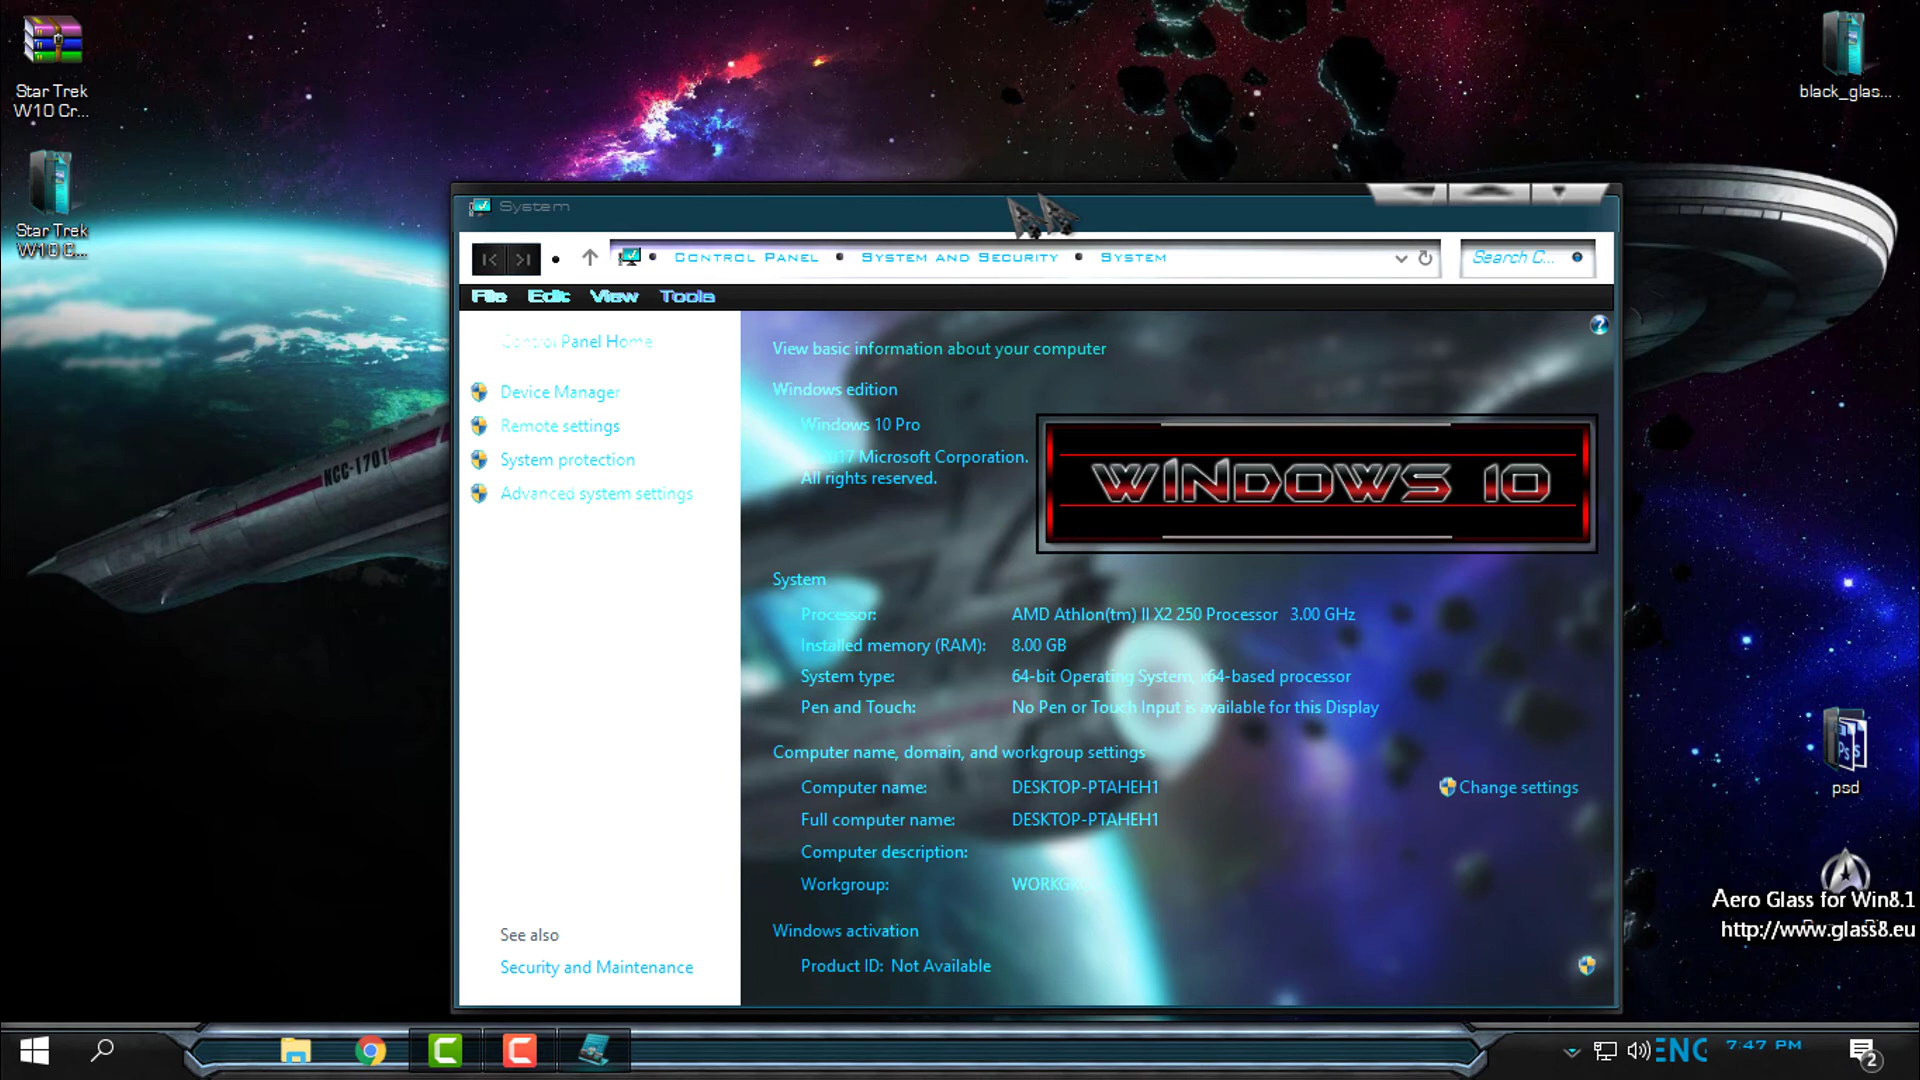 Star Trek
W10 Cr...
Star Trek
W10 C...
black_glas...
NCC-1701
System
Control Panel
System and Security
System
Search C...
File Edit View Tools
Control Panel Home
Device Manager
Remote settings
System protection
Advanced system settings
See also
Security and Maintenance
View basic information about your computer
Windows edition
Windows 10 Pro
17 Microsoft Corporation.
All rights reserved.
WINDOWS 10
System
Processor: AMD Athlon(tm) II X2 250 Processor 3.00 GHz
Installed memory (RAM): 8.00 GB
System type: 64-bit Operating System, x64-based processor
Pen and Touch: No Pen or Touch Input is available for this Display
Computer name, domain, and workgroup settings
Computer name: DESKTOP-PTAHEH1
Change settings
Full computer name: DESKTOP-PTAHEH1
Computer description:
Workgroup: WORKGR
Windows activation
Product ID: Not Available
psd
Aero Glass for Win8.1
http://www.glass8.eu
ENG
7:47 PM
2